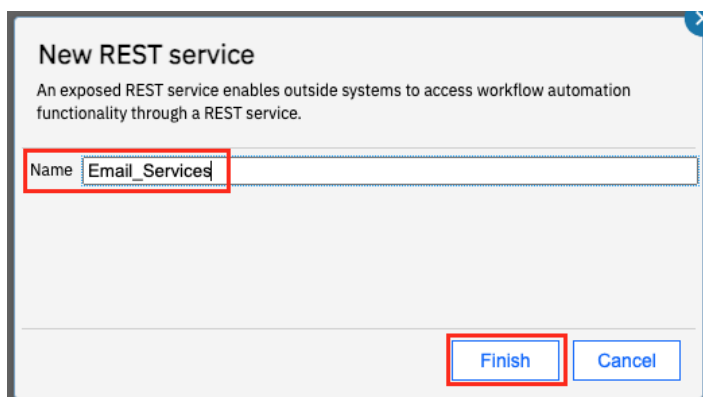 New REST service
An exposed REST service enables outside systems to access workflow automation
functionality through a REST service.
Name Email_Services
Finish Cancel